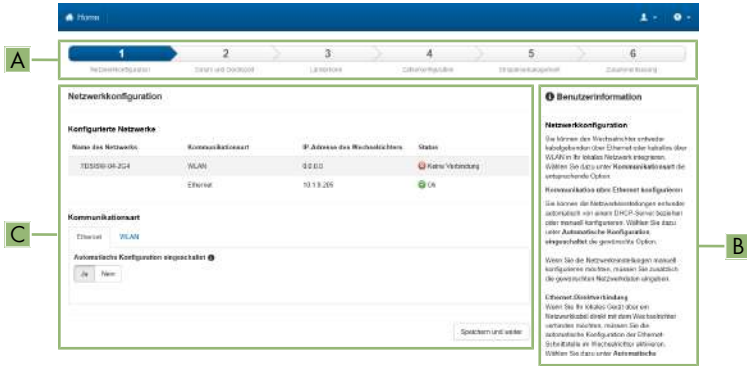 Home
A
1 2 3 4 5 6
Netzwerkkonfiguration Datum und Gerätezeit Ländernorm
C
Netzwerkkonfiguration
Konfigurierte Netzwerke
Name des Netzwerks Kommunikationsart IP-Adresse des Wechselrichters Status
WLAN 0.0.0.0 Keine Verbindung
Ethernet 10.1.9.205 Ok
Kommunikationsart
Ethernet WLAN
Automatische Konfiguration eingeschaltet
Ja Nein
Speichern und weiter
B
Benutzerinformation
Netzwerkkonfiguration
Sie können den Wechselrichter entweder
kabelgebunden über Ethernet oder kabellos über
WLAN in Ihr lokales Netzwerk integrieren.
Wählen Sie dazu unter Kommunikationsart die
entsprechende Option.
Kommunikation über Ethernet konfigurieren
Sie können die Netzwerkeinstellungen entweder
automatisch von einem DHCP-Server beziehen
oder manuell konfigurieren. Wählen Sie dazu
unter Automatische Konfiguration
eingeschaltet die gewünschte Option.
Wenn Sie die Netzwerkeinstellungen manuell
konfigurieren möchten, müssen Sie zusätzlich
die gewünschten Netzwerkdaten eingeben.
Ethernet-Direktverbindung
Wenn Sie Ihr lokales Gerät über ein
Netzwerkkabel direkt mit dem Wechselrichter
verbinden möchten, müssen Sie die
automatische Konfiguration der Ethernet-
Schnittstelle im Wechselrichter aktivieren.
Wählen Sie dazu unter Automatische